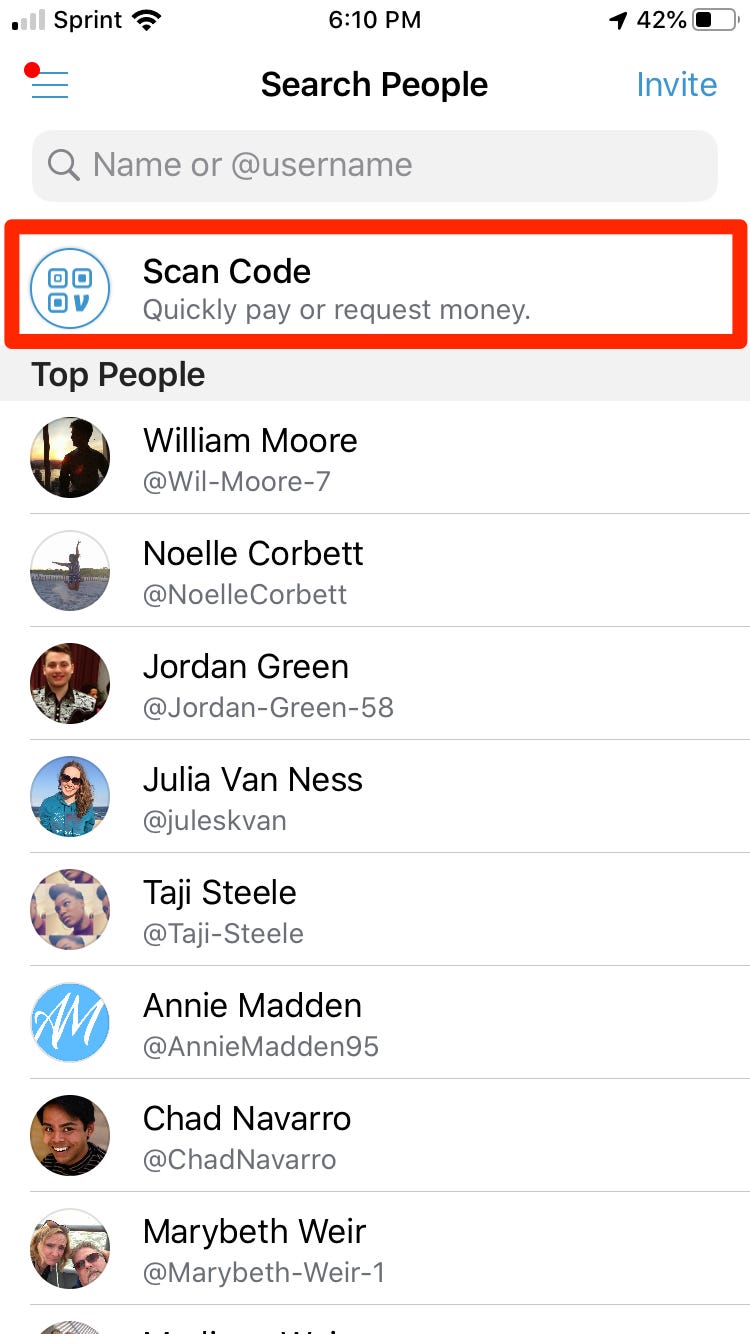 Sprint 6:10 PM 42%
Search People Invite
Name or @username
Scan Code
Quickly pay or request money.
Top People
William Moore
@Wil-Moore-7
Noelle Corbett
@NoelleCorbett
Jordan Green
@Jordan-Green-58
Julia Van Ness
@juleskvan
Taji Steele
@Taji-Steele
AM
Annie Madden
@AnnieMadden95
Chad Navarro
@ChadNavarro
Marybeth Weir
@Marybeth-Weir-1